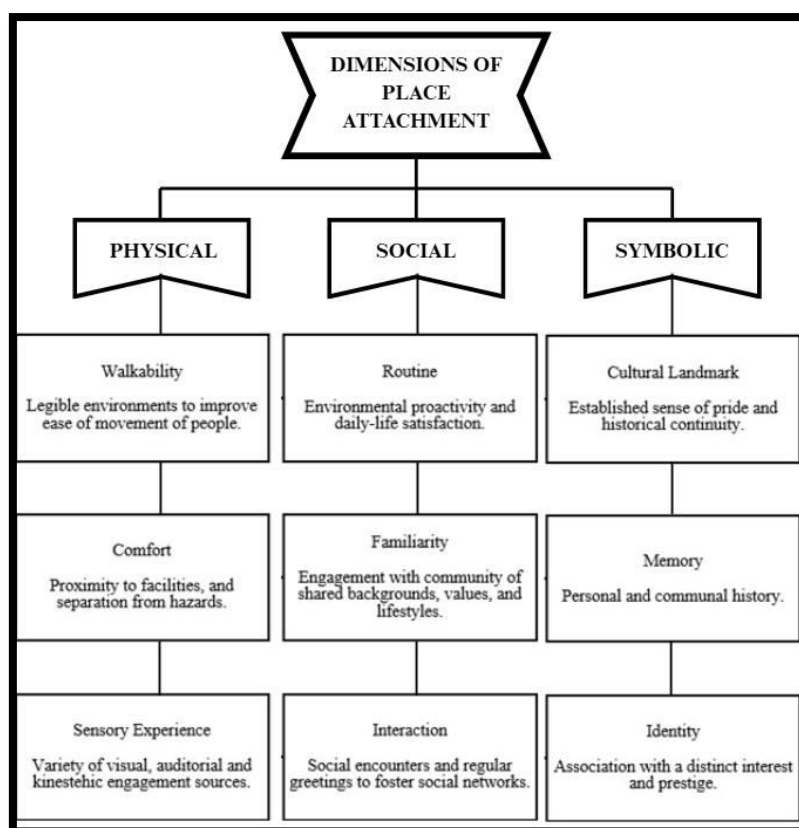 DIMENSIONS OF
PLACE
ATTACHMENT
PHYSICAL
SOCIAL
SYMBOLIC
Walkability
Legible environments to improve
ease of movement of people.
Routine
Environmental proactivity and
daily-life satisfaction.
Cultural Landmark
Established sense of pride and
historical continuity.
Comfort
Proximity to facilities, and
separation from hazards.
Familiarity
Engagement with community of
shared backgrounds, values, and
lifestyles.
Memory
Personal and communal history.
Sensory Experience
Variety of visual, auditorial and
kinestehic engagement sources.
Interaction
Social encounters and regular
greetings to foster social networks.
Identity
Association with a distinct interest
and prestige.